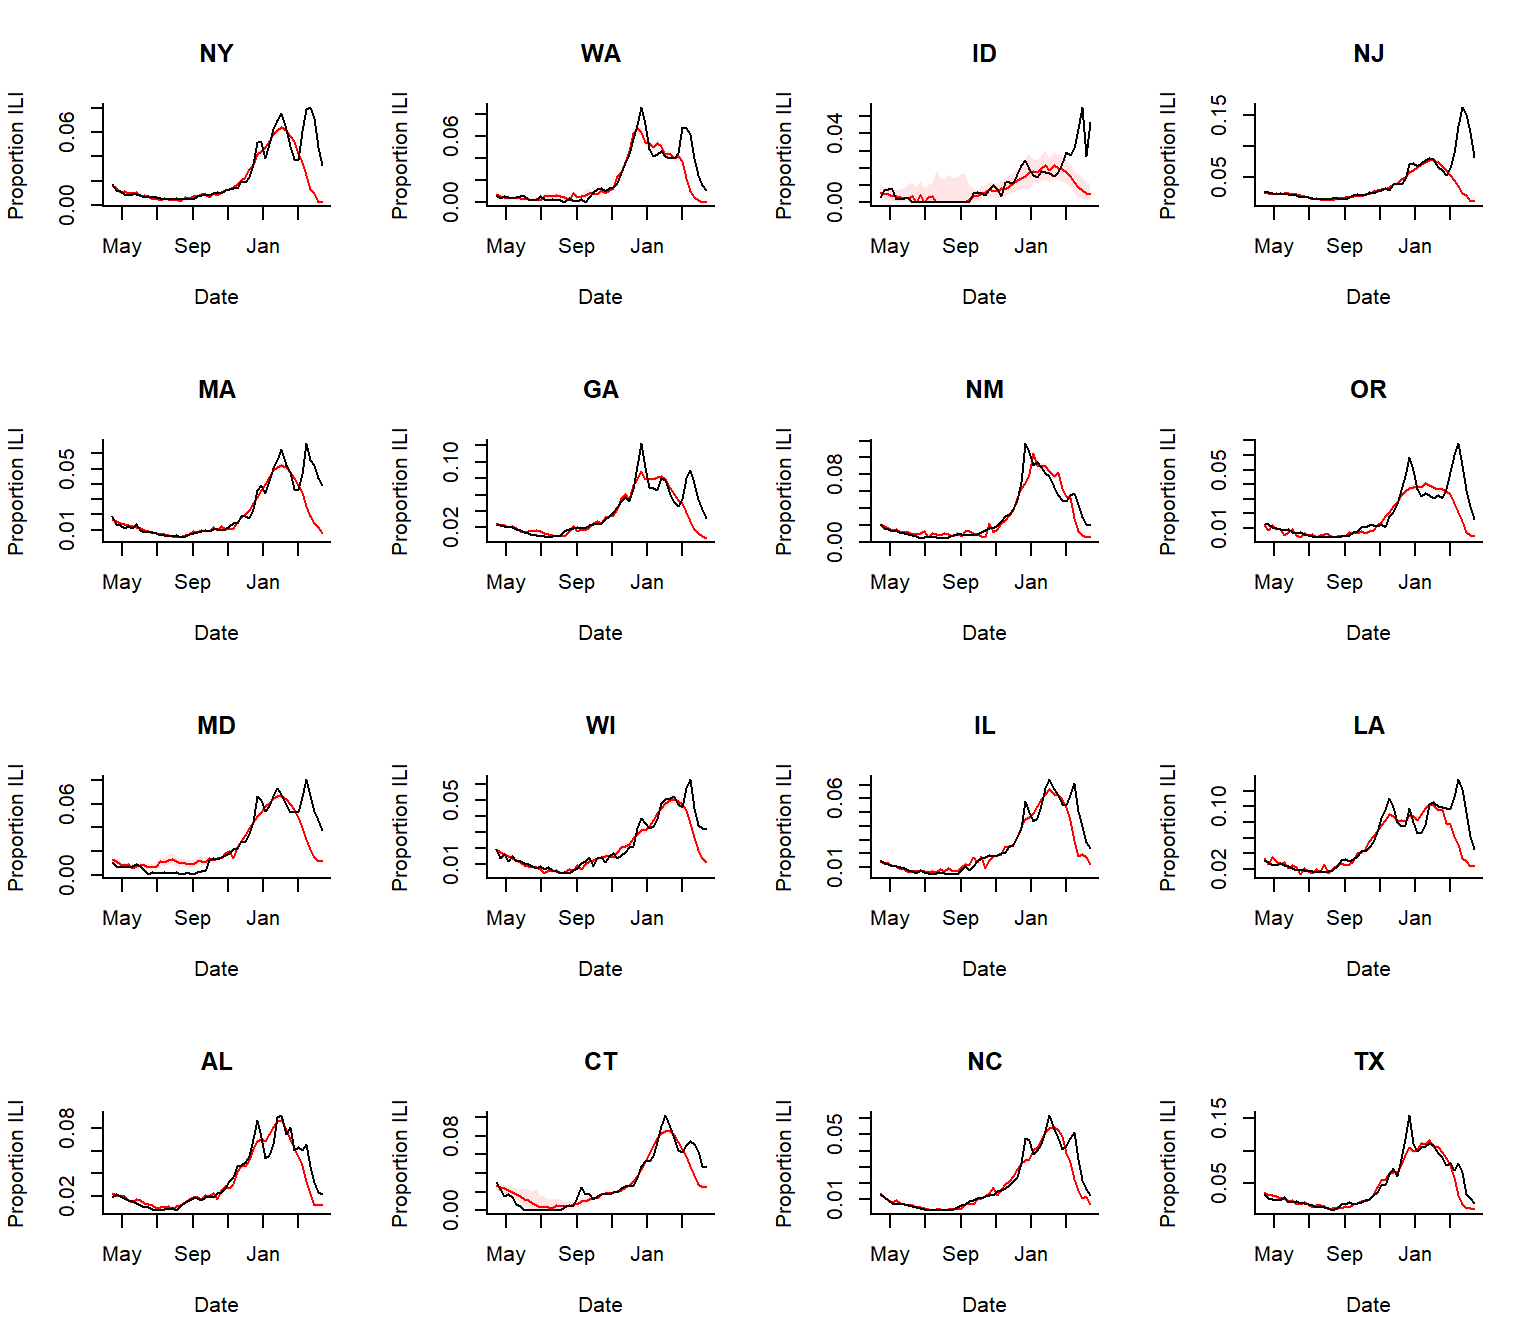 NY
Proportion ILI
0.00 0.06
May Sep Jan
Date
WA
Proportion ILI
0.00 0.06
May Sep Jan
Date
ID
Proportion ILI
0.00 0.04
May Sep Jan
Date
NJ
Proportion ILI
0.05 0.15
May Sep Jan
Date
MA
Proportion ILI
0.01 0.05
May Sep Jan
Date
GA
Proportion ILI
0.02 0.10
May Sep Jan
Date
NM
Proportion ILI
0.00 0.08
May Sep Jan
Date
OR
Proportion ILI
0.01 0.05
May Sep Jan
Date
MD
Proportion ILI
0.00 0.06
May Sep Jan
Date
WI
Proportion ILI
0.01 0.05
May Sep Jan
Date
IL
Proportion ILI
0.01 0.06
May Sep Jan
Date
LA
Proportion ILI
0.02 0.10
May Sep Jan
Date
AL
Proportion ILI
0.02 0.08
May Sep Jan
Date
CT
Proportion ILI
0.00 0.08
May Sep Jan
Date
NC
Proportion ILI
0.01 0.05
May Sep Jan
Date
TX
Proportion ILI
0.05 0.15
May Sep Jan
Date